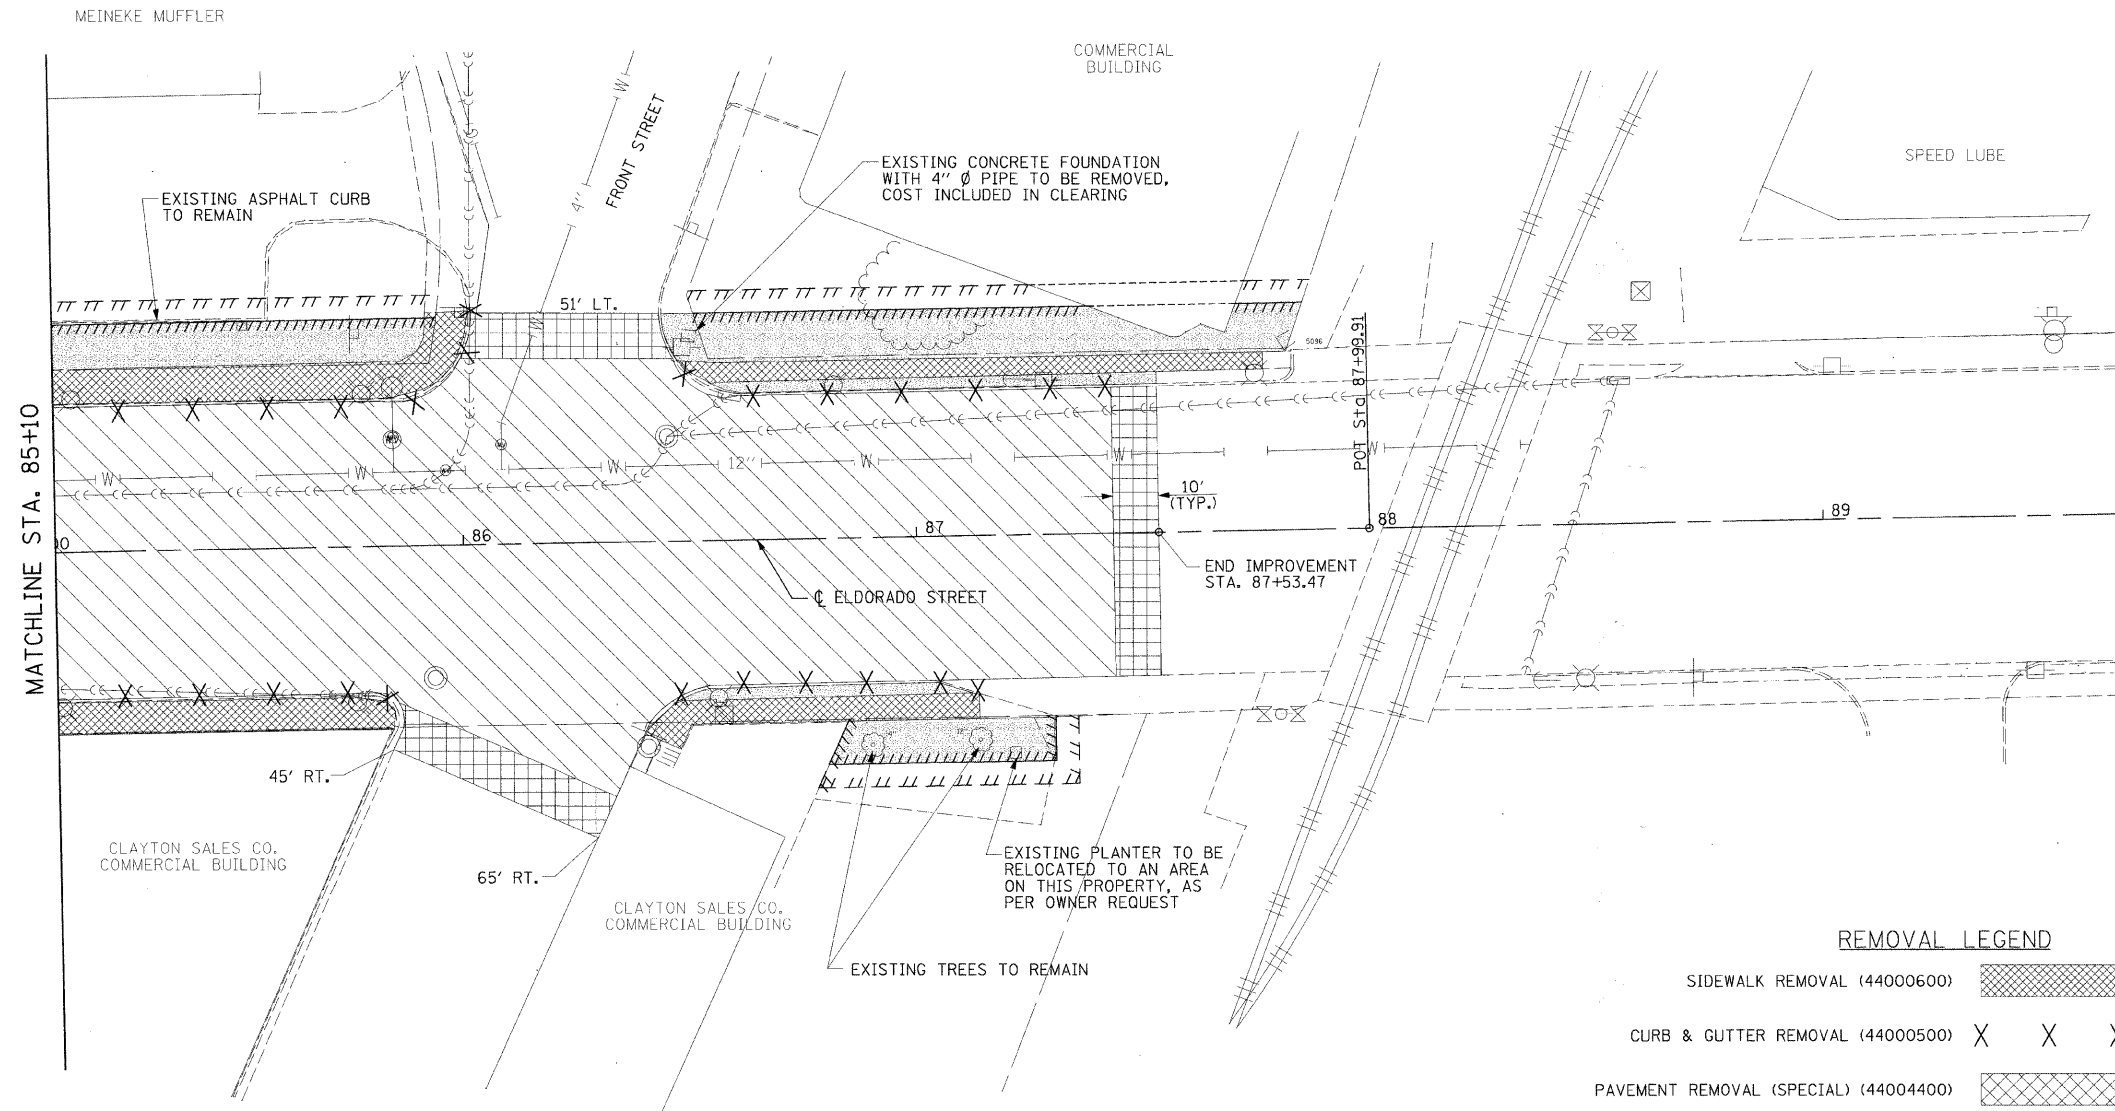 MEINEKE MUFFLER
COMMERCIAL
BUILDING
SPEED LUBE
EXISTING ASPHALT CURB
TO REMAIN
W
4"
FRONT STREET
EXISTING CONCRETE FOUNDATION
WITH 4" Ø PIPE TO BE REMOVED,
COST INCLUDED IN CLEARING
51' LT.
W
5096
POT Sta 87+99.91
MATCHLINE STA. 85+10
W
W
W
12"
W
W
W
10'
(TYP.)
86
87
88
89
END IMPROVEMENT
STA. 87+53.47
℄ ELDORADO STREET
45' RT.
65' RT.
12"
CLAYTON SALES CO.
COMMERCIAL BUILDING
CLAYTON SALES CO.
COMMERCIAL BUILDING
EXISTING PLANTER TO BE
RELOCATED TO AN AREA
ON THIS PROPERTY, AS
PER OWNER REQUEST
EXISTING TREES TO REMAIN
REMOVAL LEGEND
SIDEWALK REMOVAL (44000600)
CURB & GUTTER REMOVAL (44000500)
PAVEMENT REMOVAL (SPECIAL) (44004400)